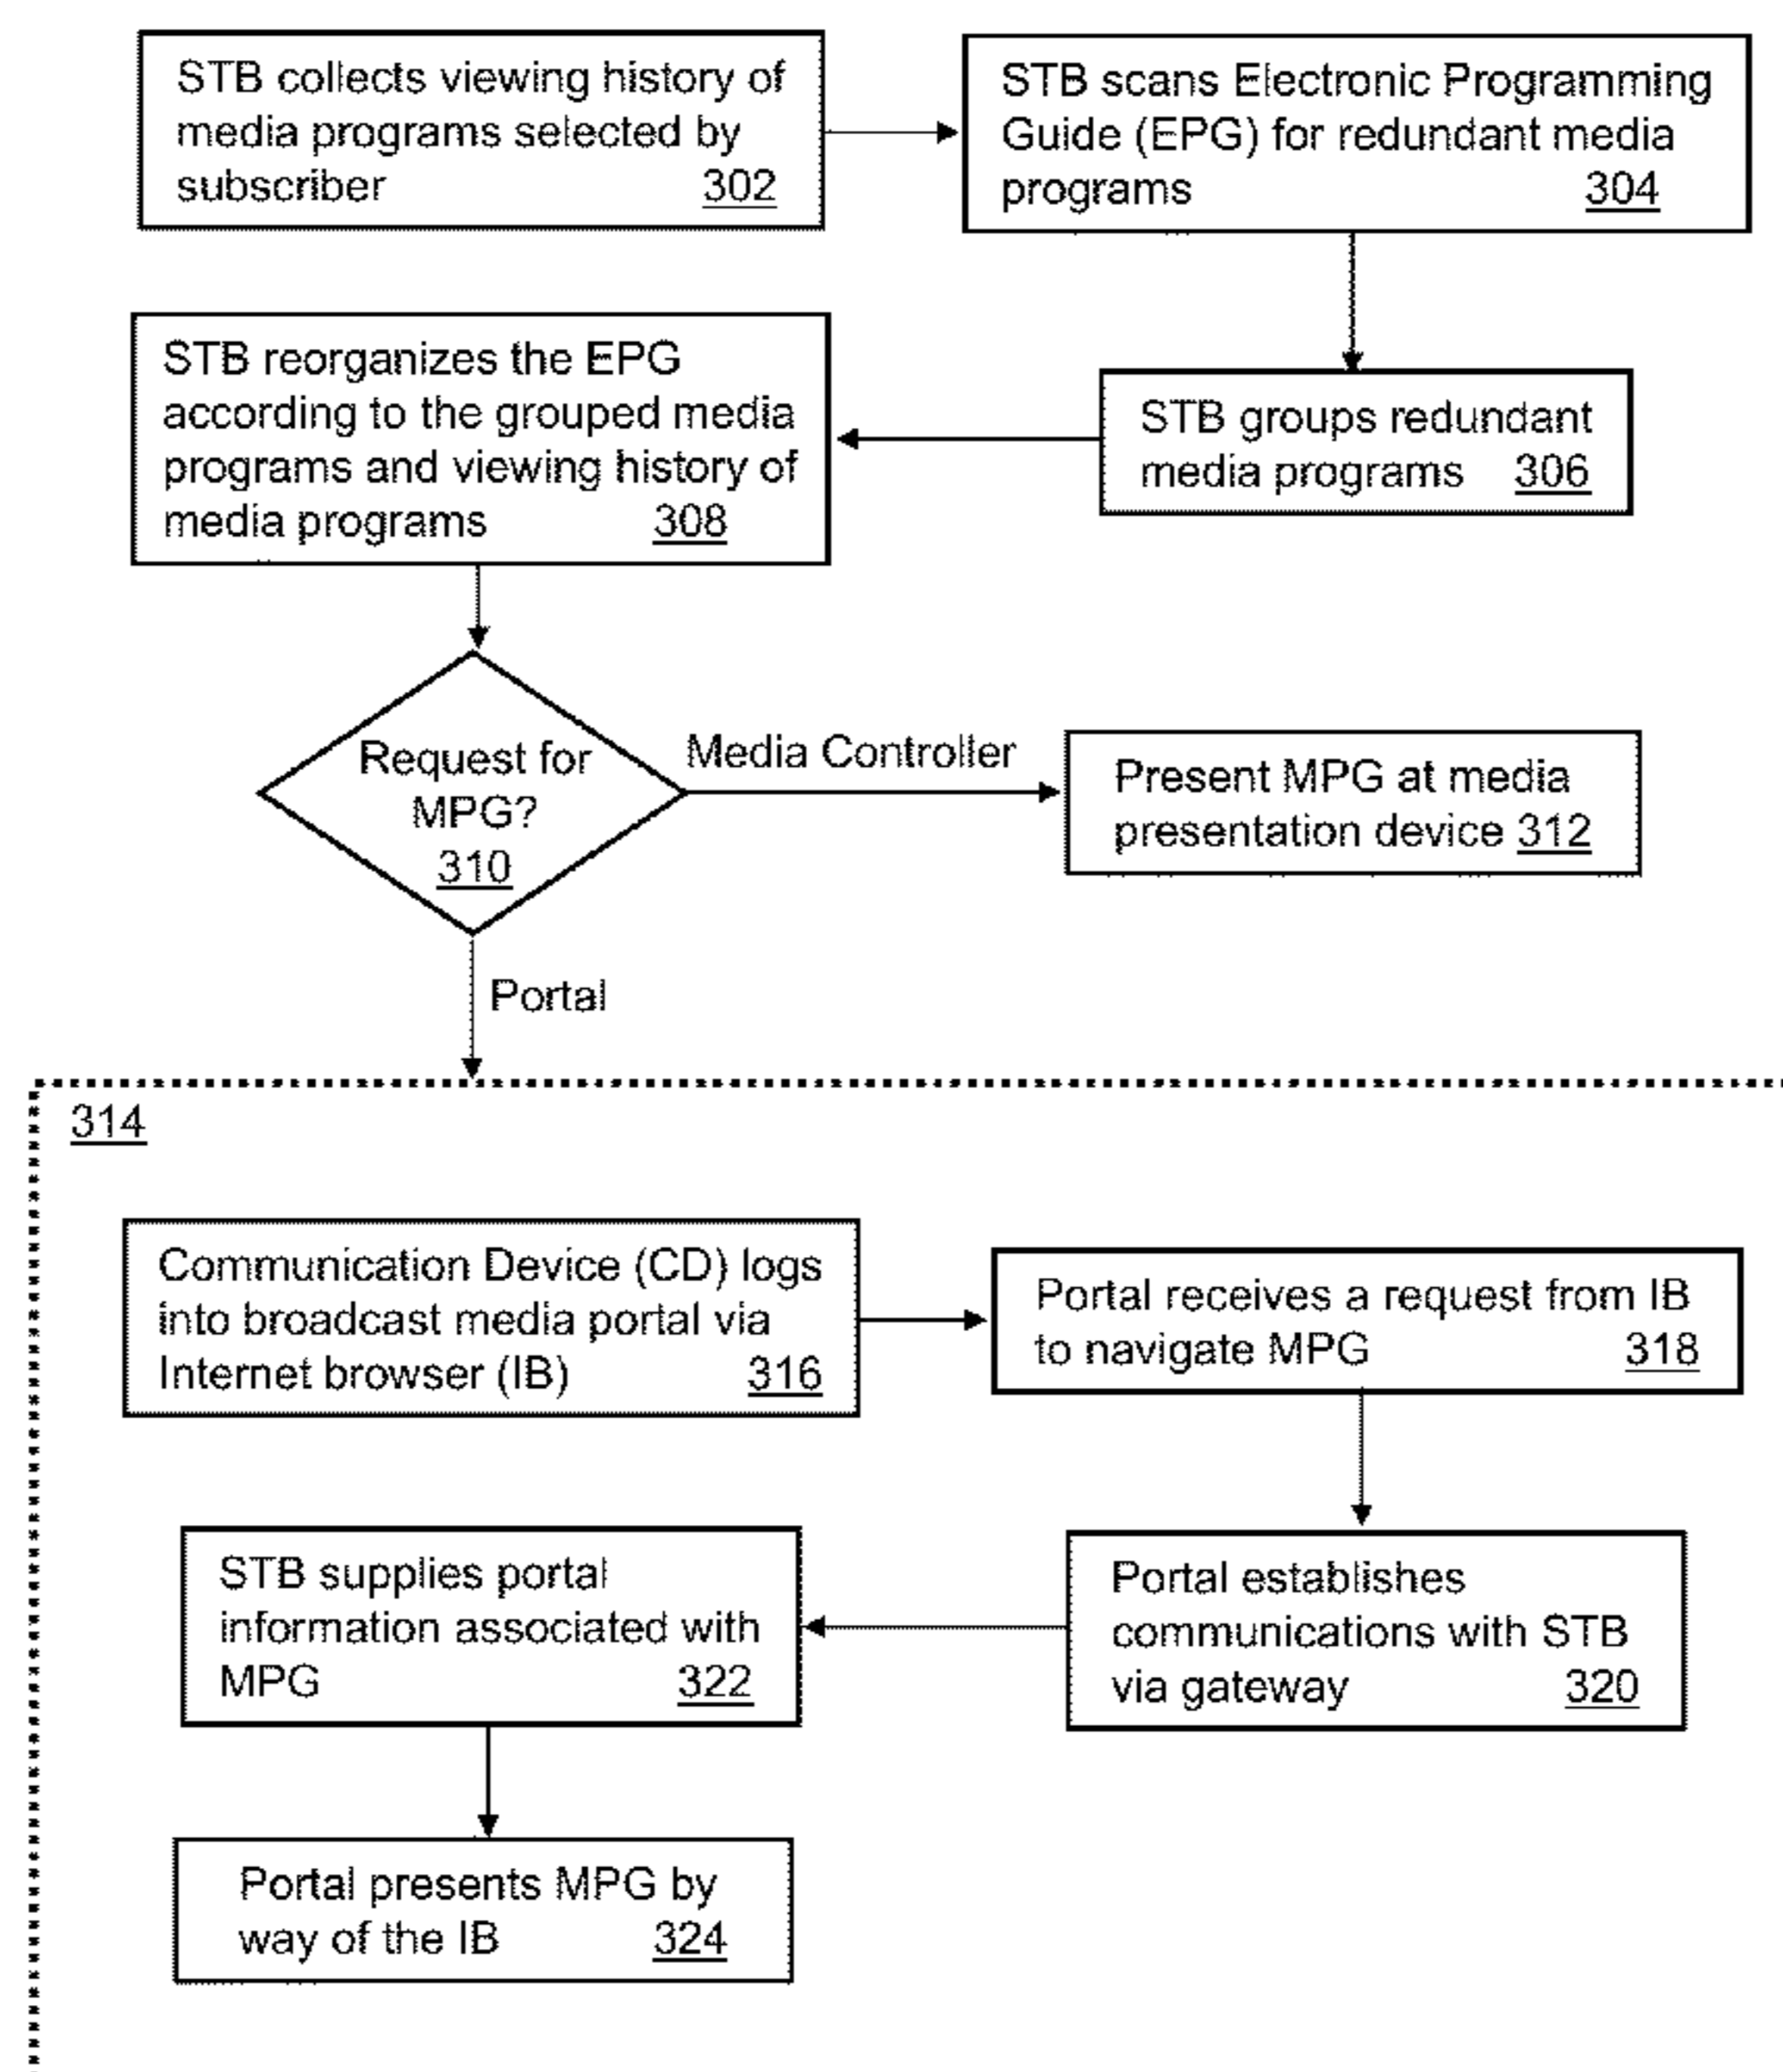 STB collects viewing history of
media programs selected by
subscriber 302
STB scans Electronic Programming
Guide (EPG) for redundant media
programs 304
STB groups redundant
media programs 306
STB reorganizes the EPG
according to the grouped media
programs and viewing history of
media programs 308
Request for
MPG?
310
Media Controller
Present MPG at media
presentation device 312
Portal
314
Communication Device (CD) logs
into broadcast media portal via
Internet browser (IB) 316
Portal receives a request from IB
to navigate MPG 318
Portal establishes
communications with STB
via gateway 320
STB supplies portal
information associated with
MPG 322
Portal presents MPG by
way of the IB 324